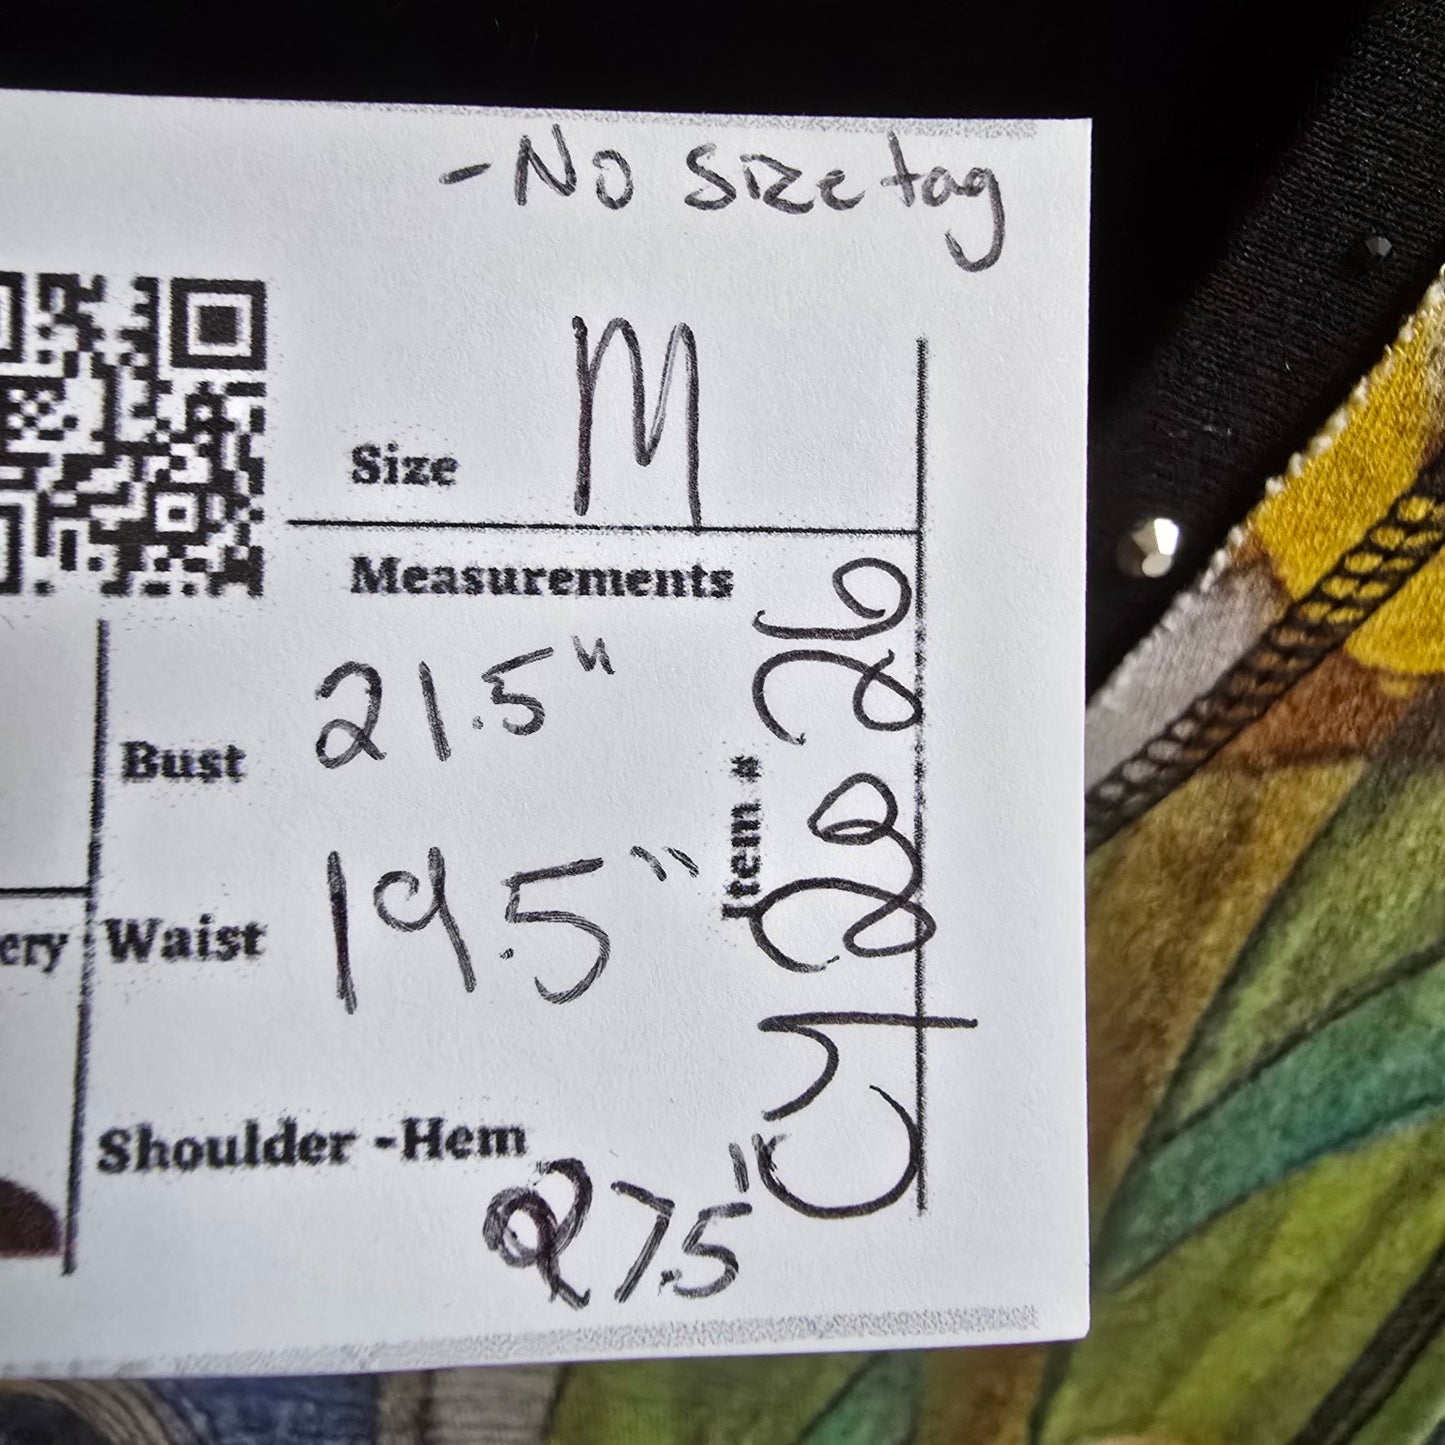 -No Size tag
Size M
Measurements
Bust 21.5"
ery
Waist 19.5"
Shoulder -Hem
27.5"
Item #